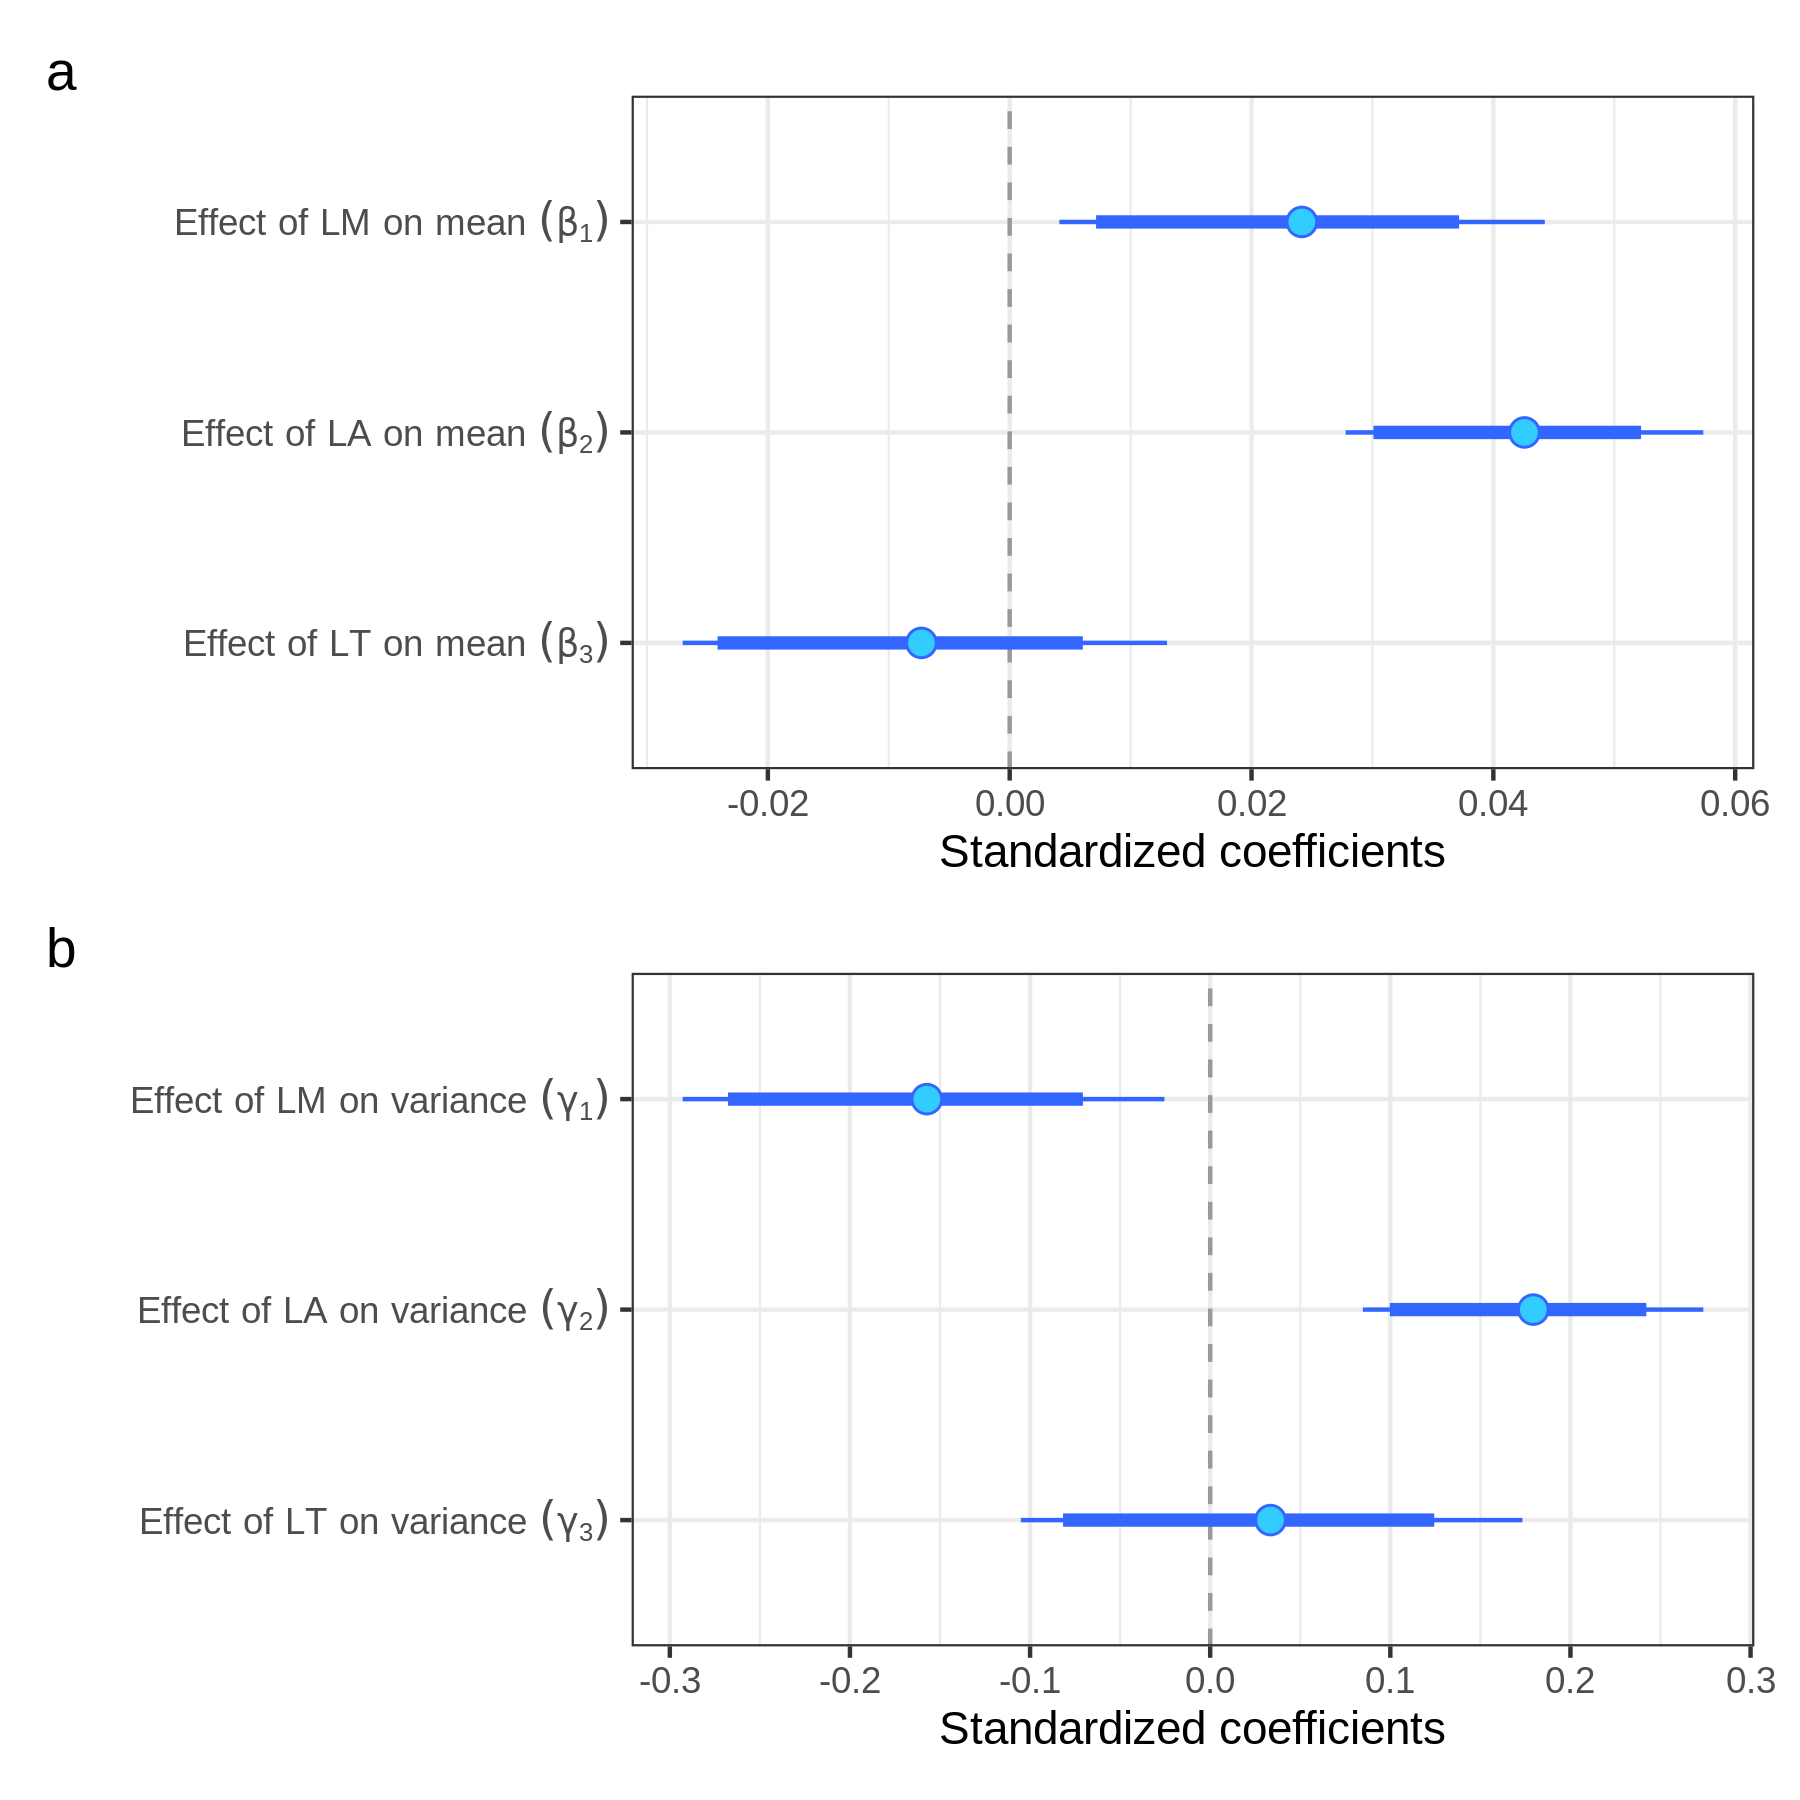 a
Effect of LM on mean (β₁)
Effect of LA on mean (β₂)
Effect of LT on mean (β₃)
-0.02 0.00 0.02 0.04 0.06
Standardized coefficients
b
Effect of LM on variance (γ₁)
Effect of LA on variance (γ₂)
Effect of LT on variance (γ₃)
-0.3 -0.2 -0.1 0.0 0.1 0.2 0.3
Standardized coefficients